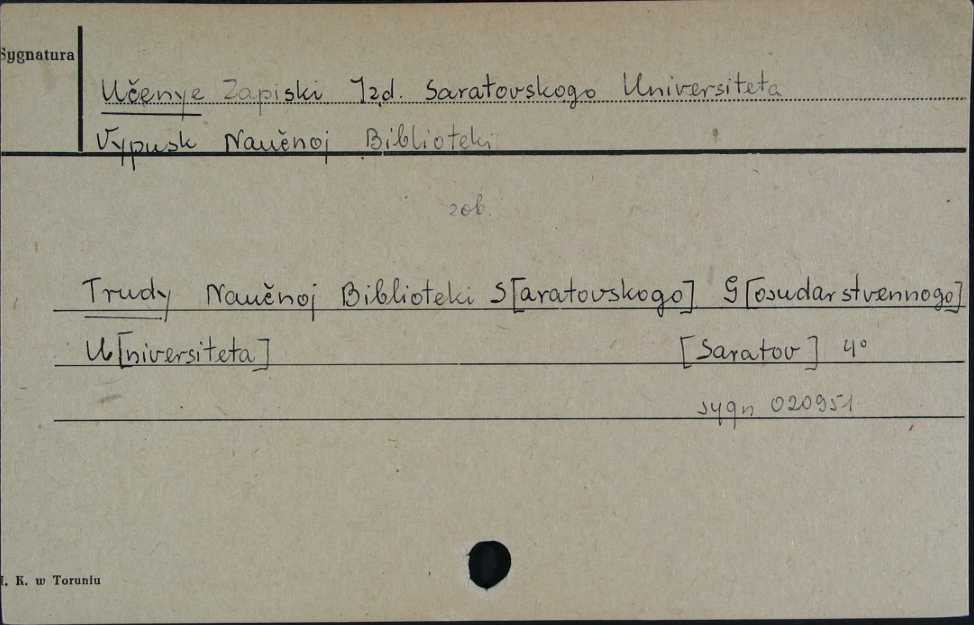 Sygnatura
Učenye Zapiski Izd. Saratovskogo Universiteta
Vypusk Naučnoj Biblioteki
zob.
Trudy Naučnoj Biblioteki S[aratovskogo] G[osudarstvennogo]
U[niversiteta] [Saratov] 4°
sygn 020951
I. K. w Toruniu